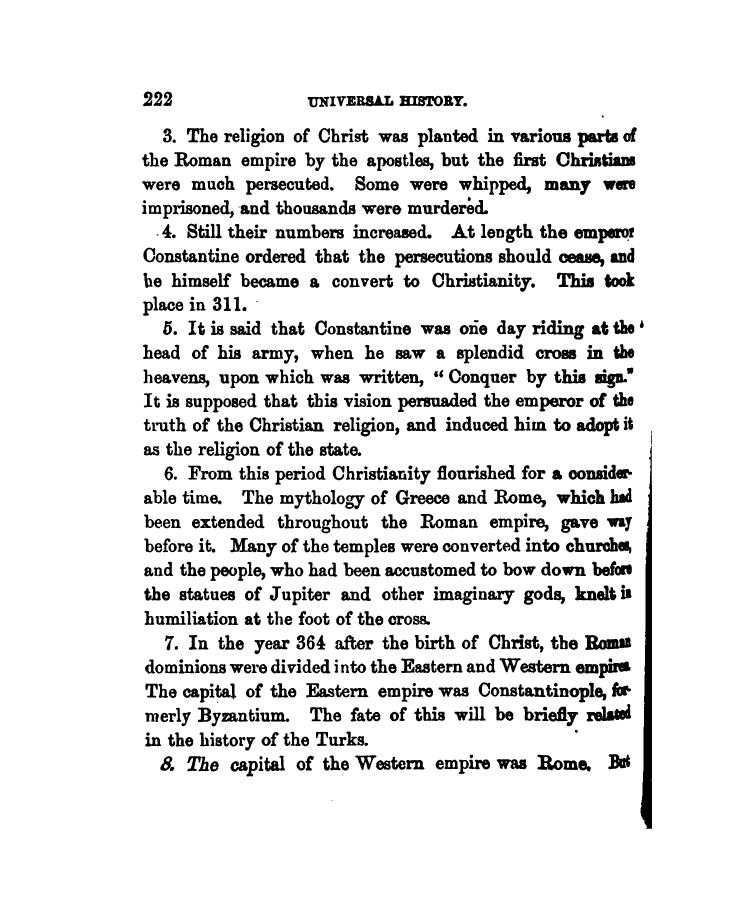 222 UNIVERSAL HISTORY.
3. The religion of Christ was planted in various parts of
the Roman empire by the apostles, but the first Christians
were much persecuted. Some were whipped, many were
imprisoned, and thousands were murdered.
4. Still their numbers increased. At length the emperor
Constantine ordered that the persecutions should cease, and
he himself became a convert to Christianity. This took
place in 311.
5. It is said that Constantine was one day riding at the
head of his army, when he saw a splendid cross in the
heavens, upon which was written, “Conquer by this sign.”
It is supposed that this vision persuaded the emperor of the
truth of the Christian religion, and induced him to adopt it
as the religion of the state.
6. From this period Christianity flourished for a consider-
able time. The mythology of Greece and Rome, which had
been extended throughout the Roman empire, gave way
before it. Many of the temples were converted into churches,
and the people, who had been accustomed to bow down before
the statues of Jupiter and other imaginary gods, knelt in
humiliation at the foot of the cross.
7. In the year 364 after the birth of Christ, the Roman
dominions were divided into the Eastern and Western empires.
The capital of the Eastern empire was Constantinople, for-
merly Byzantium. The fate of this will be briefly related
in the history of the Turks.
8. The capital of the Western empire was Rome. But